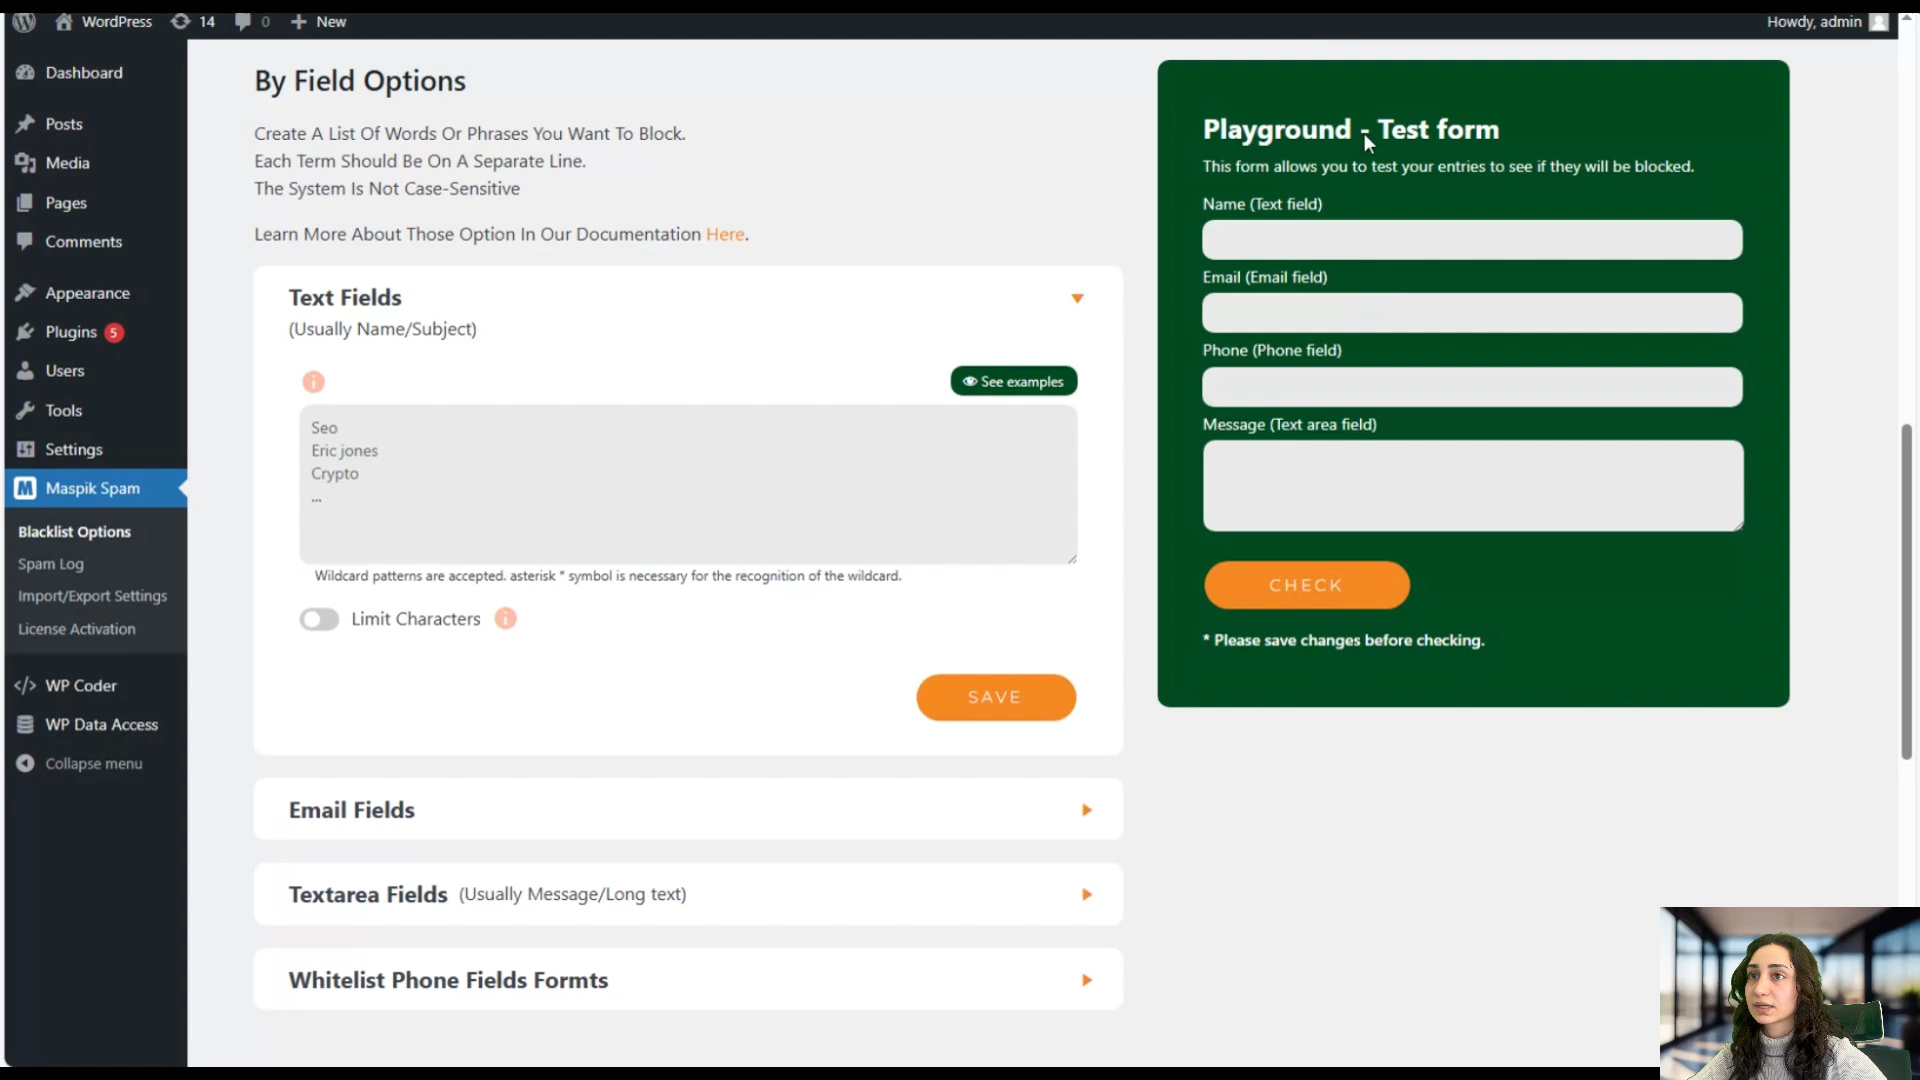 WordPress
14
0
New
Howdy, admin
Dashboard
Posts
Media
Pages
Comments
Appearance
Plugins 5
Users
Tools
Settings
Maspik Spam
Blacklist Options
Spam Log
Import/Export Settings
License Activation
WP Coder
WP Data Access
Collapse menu
By Field Options
Create A List Of Words Or Phrases You Want To Block.
Each Term Should Be On A Separate Line.
The System Is Not Case-Sensitive
Learn More About Those Option In Our Documentation Here.
Text Fields
(Usually Name/Subject)
See examples
Seo
Eric jones
Crypto
...
Wildcard patterns are accepted. asterisk * symbol is necessary for the recognition of the wildcard.
Limit Characters
SAVE
Email Fields
Textarea Fields (Usually Message/Long text)
Whitelist Phone Fields Formts
Playground - Test form
This form allows you to test your entries to see if they will be blocked.
Name (Text field)
Email (Email field)
Phone (Phone field)
Message (Text area field)
CHECK
* Please save changes before checking.